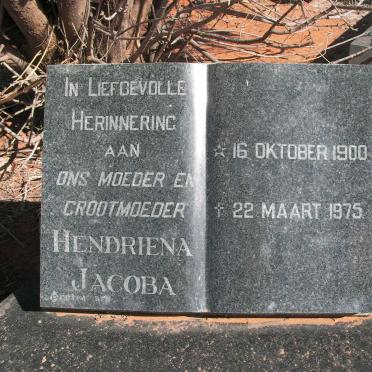 In Liefdevolle
Herinnering
aan
ons moeder en
grootmoeder
Hendriena
Jacoba
☆ 16 OKTOBER 1900
† 22 MAART 1975